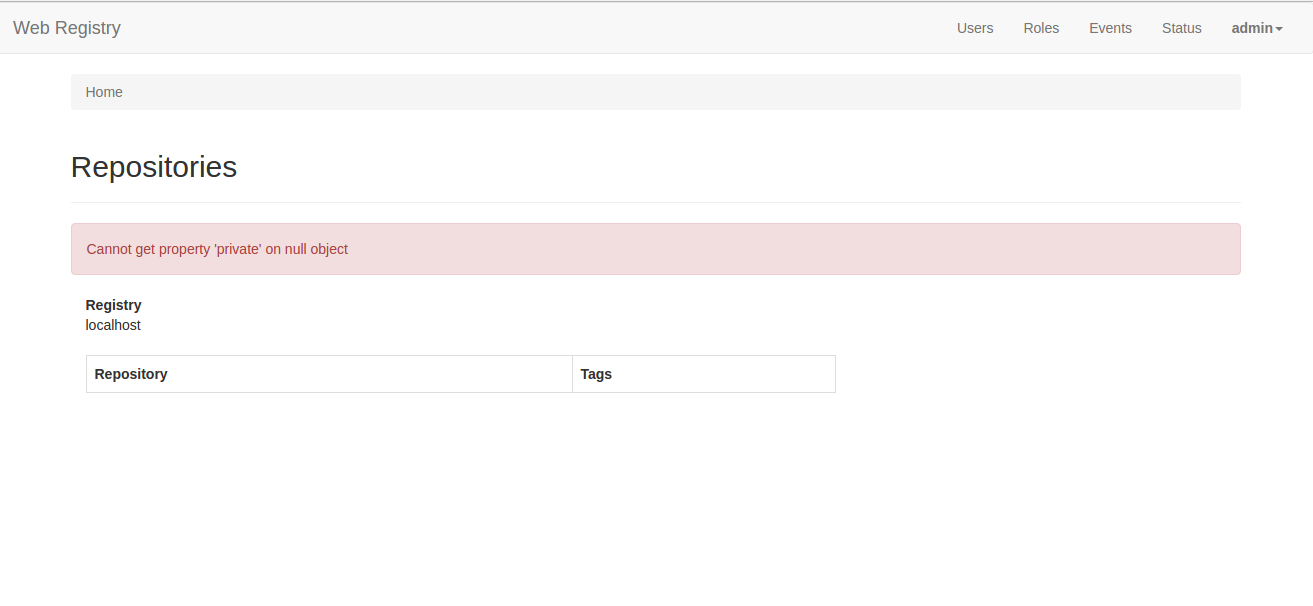 Web Registry
Users Roles Events Status admin
Home
Repositories
Cannot get property 'private' on null object
Registry
localhost
Repository Tags